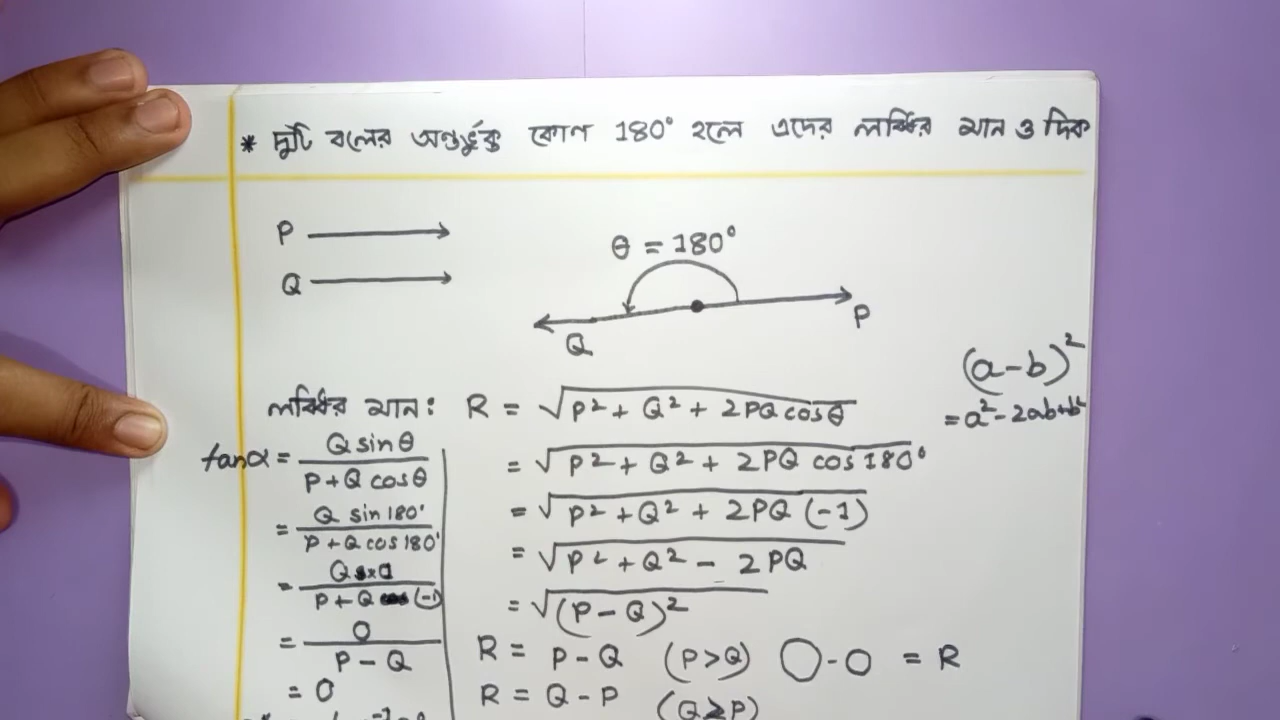 * দুটি বলের অন্তর্ভুক্ত কোণ 180° হলে এদের লব্ধির মান ও দিক
P
Q
θ = 180°
Q
P
(a-b)²
= a² - 2ab + b²
লব্ধির মান : R = √(P² + Q² + 2PQ cosθ)
= √(P² + Q² + 2PQ cos 180°)
= √(P² + Q² + 2PQ (-1))
= √(P² + Q² - 2PQ)
= √((P - Q)²)
R = P - Q (P>Q) O - O = R
R = Q - P (Q>P)
tanα = Q sinθ / P + Q cosθ
= Q sin 180° / P + Q cos 180°
= Q × 0 / P + Q (-1)
= 0 / P - Q
= 0